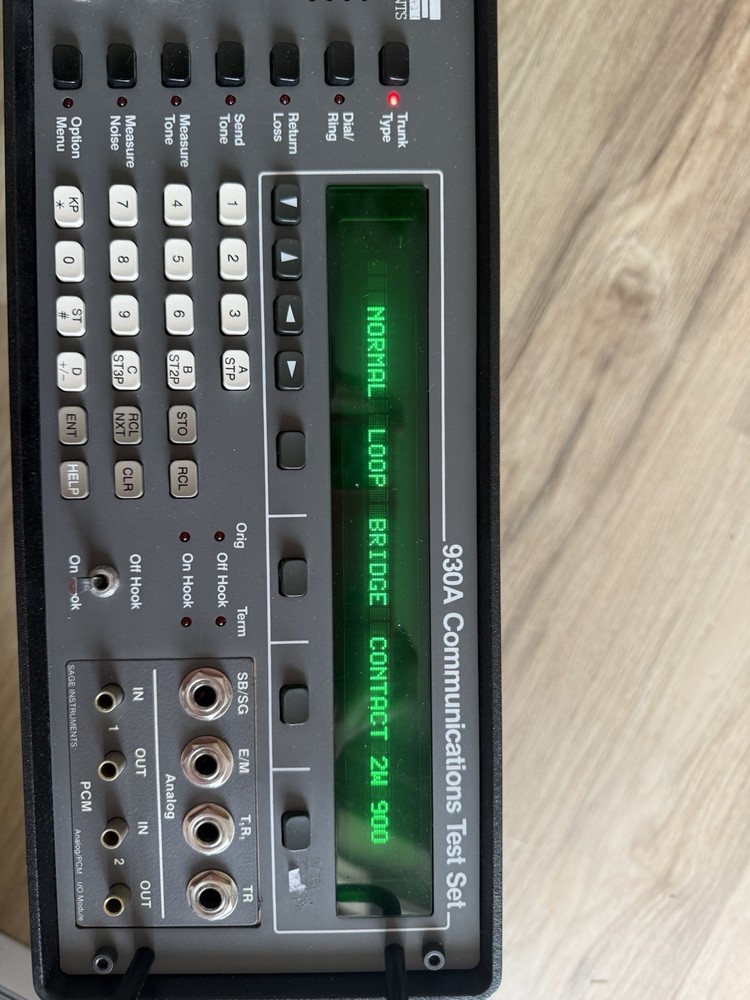 NTS
930A Communications Test Set
NORMAL LOOP BRIDGE CONTACT 2W 900
Trunk
Type
Dial/
Ring
Return
Loss
Send
Tone
Measure
Tone
Measure
Noise
Option
Menu
1 2 3 A STP
4 5 6 B ST2P STO RCL
7 8 9 C ST3P RCL NXT CLR
KP * 0 ST # D +/− ENT HELP
Orig Term
Off Hook
On Hook
Off Hook
On Hook
SB/SG E/M T₁R₁ TR
Analog
IN 1 OUT IN 2 OUT
PCM
SAGE INSTRUMENTS
Analog/PCM I/O Module